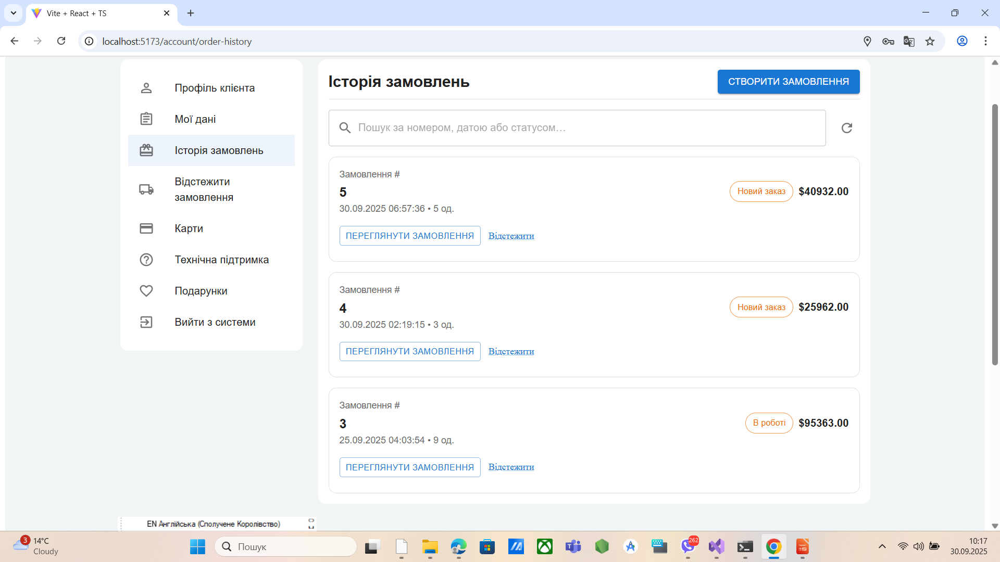 Vite + React + TS
localhost:5173/account/order-history
Профіль клієнта
Мої дані
Історія замовлень
Відстежити
замовлення
Карти
Технічна підтримка
Подарунки
Вийти з системи
Історія замовлень
СТВОРИТИ ЗАМОВЛЕННЯ
Пошук за номером, датою або статусом…
Замовлення #
5
Новий заказ $40932.00
30.09.2025 06:57:36 • 5 од.
ПЕРЕГЛЯНУТИ ЗАМОВЛЕННЯ Відстежити
Замовлення #
4
Новий заказ $25962.00
30.09.2025 02:19:15 • 3 од.
ПЕРЕГЛЯНУТИ ЗАМОВЛЕННЯ Відстежити
Замовлення #
3
В роботі $95363.00
25.09.2025 04:03:54 • 9 од.
ПЕРЕГЛЯНУТИ ЗАМОВЛЕННЯ Відстежити
EN Англійська (Сполучене Королівство)
3
14°C
Cloudy
Пошук
262
10:17
30.09.2025